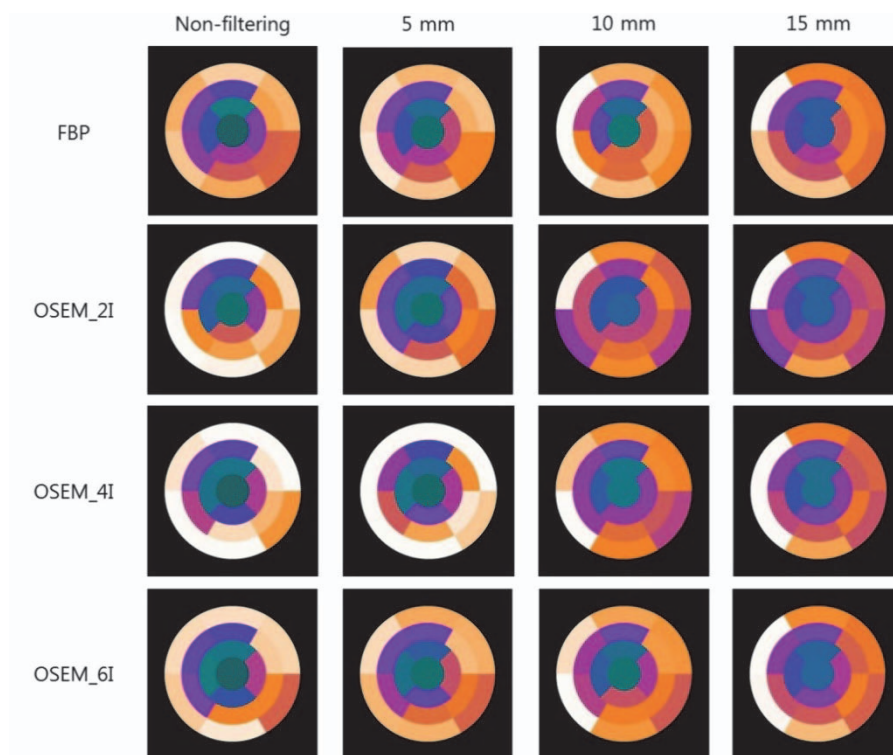 Non-filtering 5 mm 10 mm 15 mm
FBP
OSEM_2I
OSEM_4I
OSEM_6I